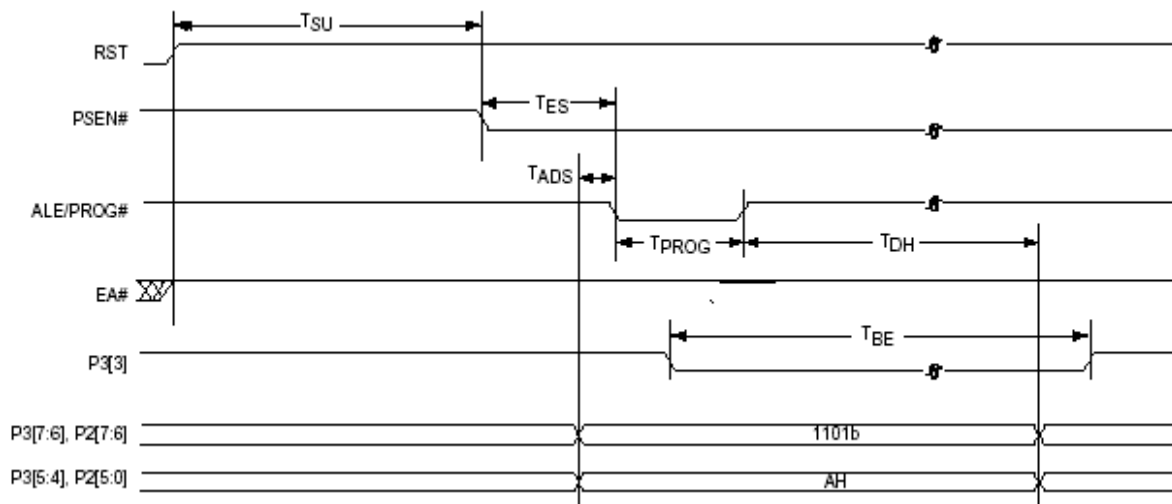 TSU
RST
TES
PSEN#
TADS
ALE/PROG#
TPROG
TDH
EA#
TBE
P3[3]
P3[7:6], P2[7:6]
1101b
P3[5:4], P2[5:0]
AH